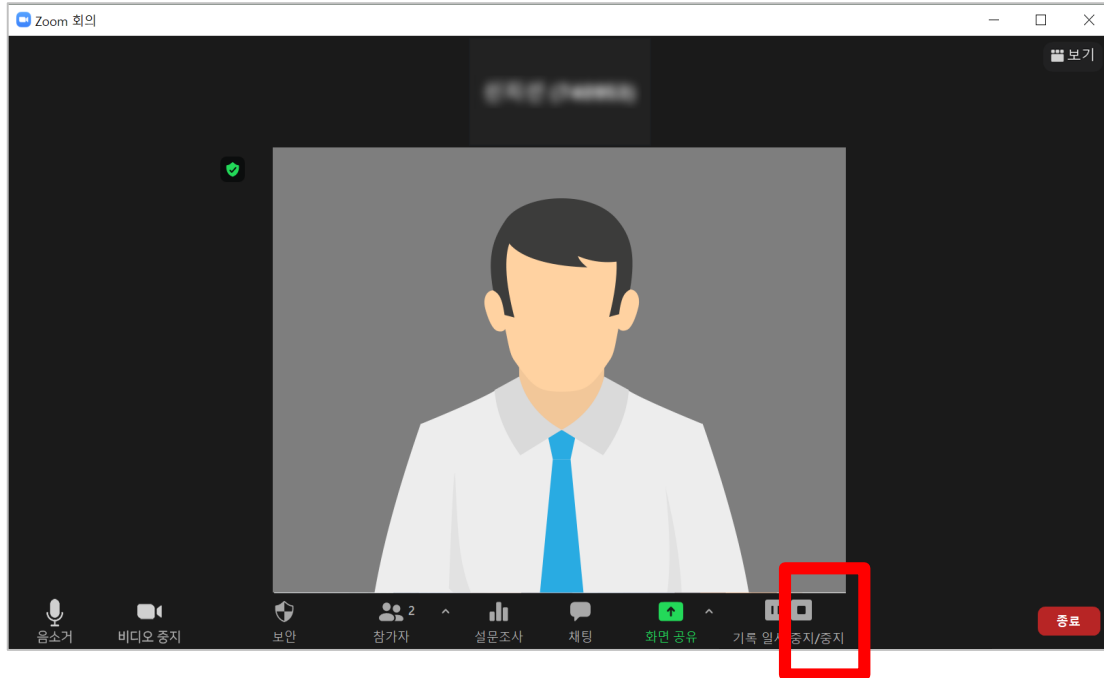 Zoom 회의
보기
2
음소거
비디오 중지
보안
참가자
설문조사
채팅
화면 공유
기록 일시 중지/중지
종료